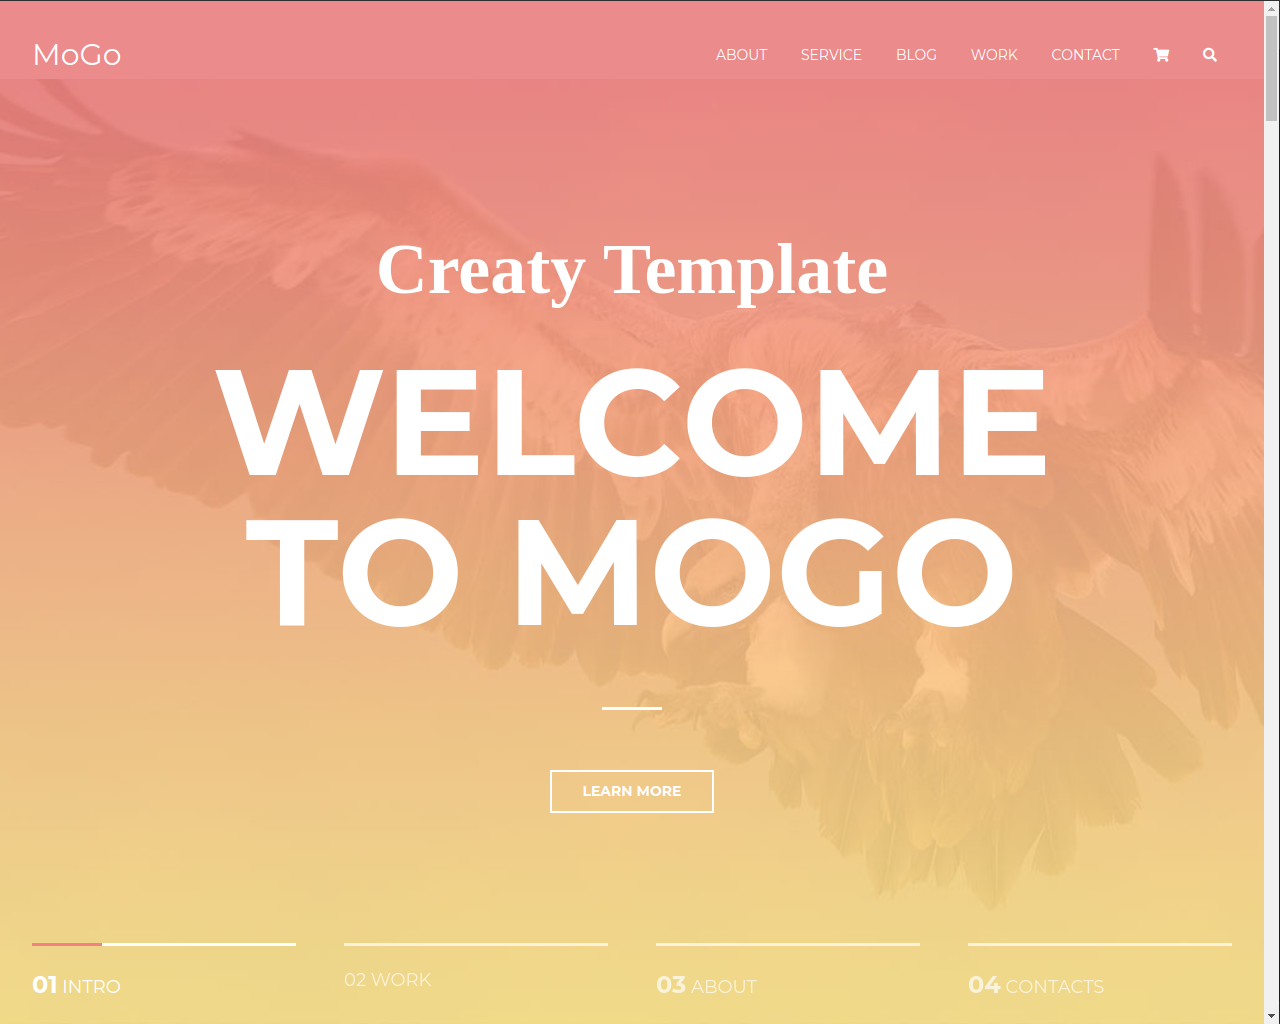 MoGo
ABOUT SERVICE BLOG WORK CONTACT
Creaty Template
WELCOME
TO MOGO
LEARN MORE
01 INTRO
02 WORK
03 ABOUT
04 CONTACTS